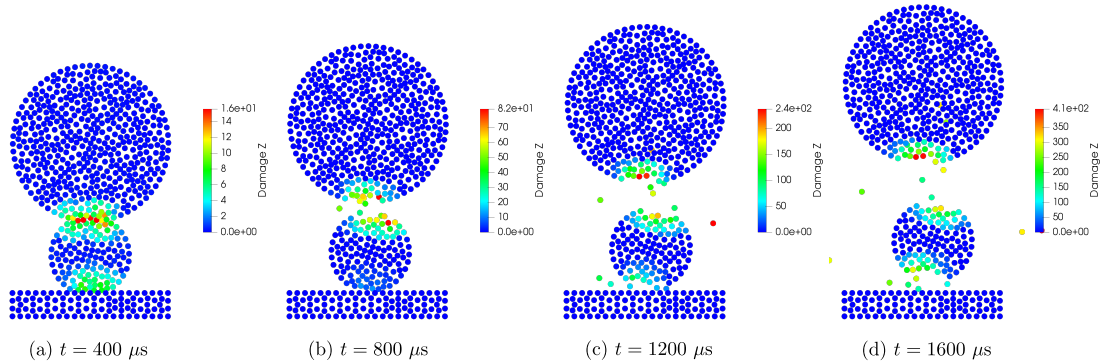 1.6e+01
14
12
10
8
6
4
2
0.0e+00
Damage Z
8.2e+01
70
60
50
40
30
20
10
0.0e+00
Damage Z
2.4e+02
200
150
100
50
0.0e+00
Damage Z
4.1e+02
350
300
250
200
150
100
50
0.0e+00
Damage Z
(a) t = 400 μs
(b) t = 800 μs
(c) t = 1200 μs
(d) t = 1600 μs